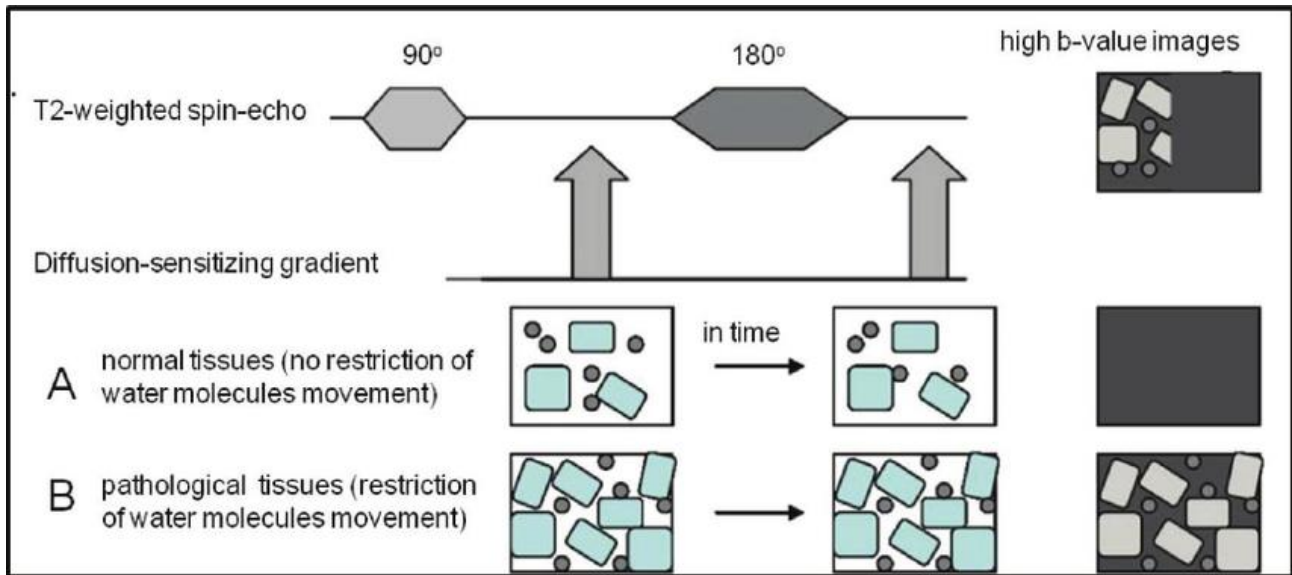 90º
180º
high b-value images
T2-weighted spin-echo
Diffusion-sensitizing gradient
A
normal tissues (no restriction of
water molecules movement)
in time
B
pathological tissues (restriction
of water molecules movement)